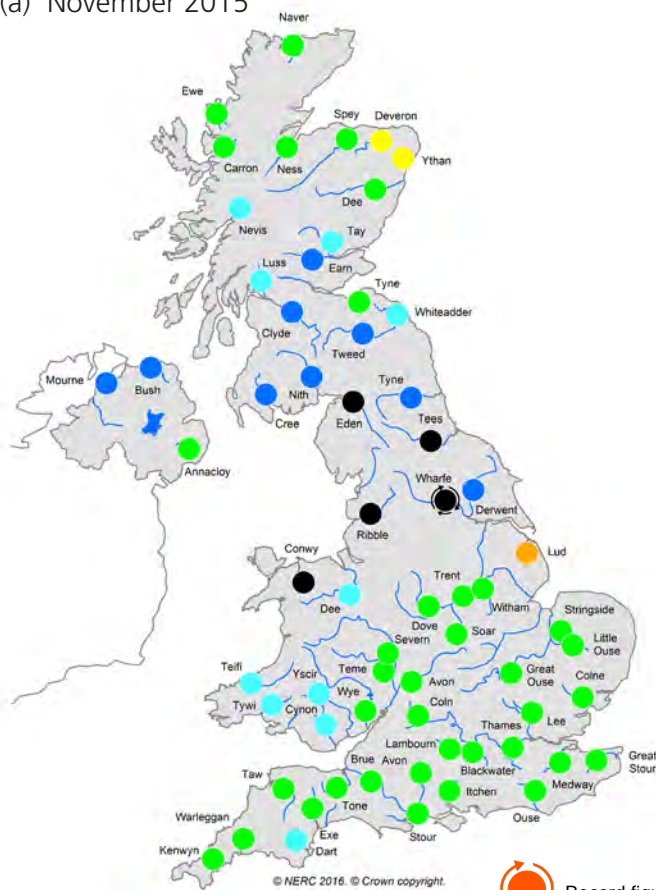 (a) November 2015
Naver
Ewe
Spey
Deveron
Carron
Ness
Ythan
Dee
Nevis
Tay
Luss
Earn
Tyne
Whiteadder
Clyde
Tweed
Mourne
Bush
Nith
Tyne
Cree
Eden
Tees
Annacloy
Wharfe
Derwent
Ribble
Lud
Conwy
Trent
Dee
Witham
Stringside
Dove
Soar
Little
Ouse
Severn
Teifi
Yscir
Teme
Great
Ouse
Colne
Wye
Avon
Tywi
Cynon
Coln
Thames
Lee
Lambourn
Brue
Avon
Blackwater
Great
Stour
Taw
Medway
Itchen
Tone
Warleggan
Ouse
Exe
Stour
Kenwyn
Dart
© NERC 2016. © Crown copyright.